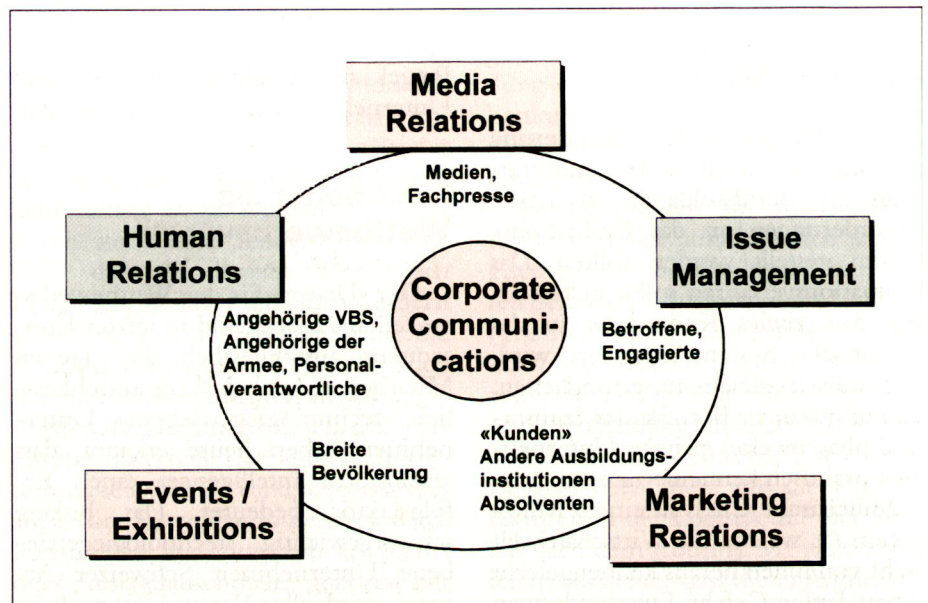 Media
Relations
Medien,
Fachpresse
Human
Relations
Issue
Management
Corporate
Communi-
cations
Angehörige VBS,
Angehörige der
Armee, Personal-
verantwortliche
Betroffene,
Engagierte
Breite
Bevölkerung
«Kunden»
Andere Ausbildungs-
institutionen
Absolventen
Events /
Exhibitions
Marketing
Relations